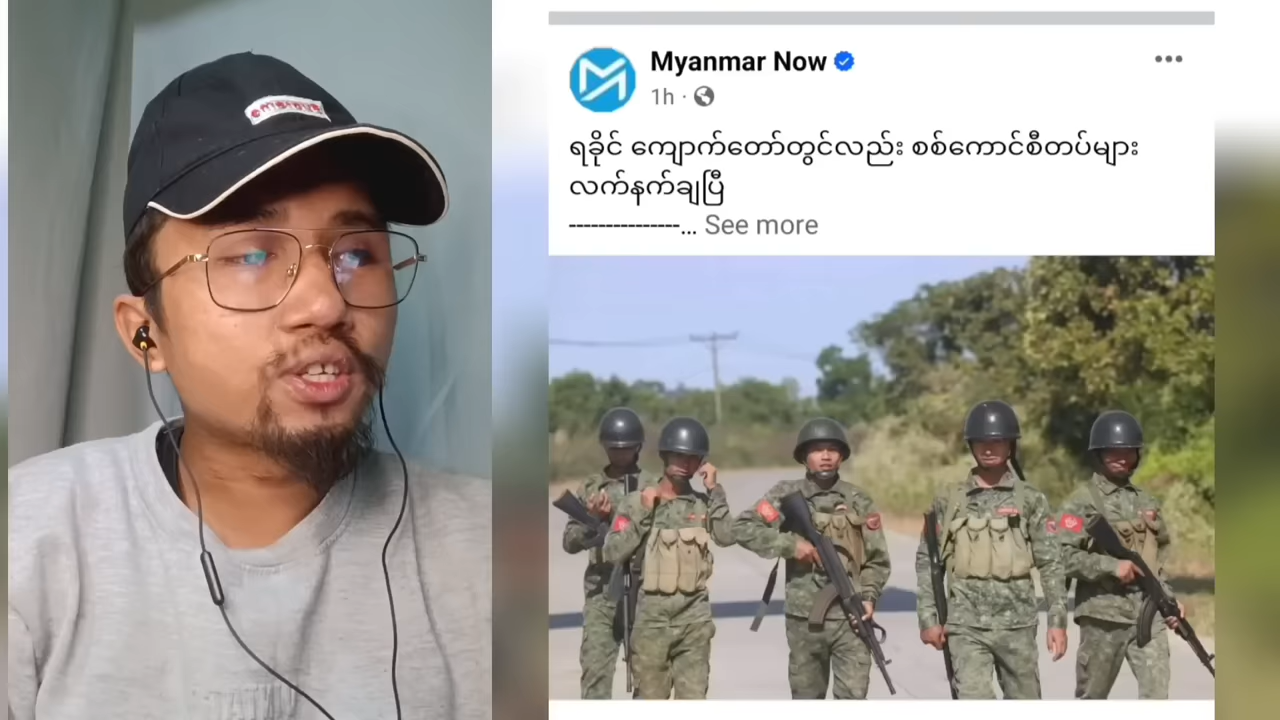 Myanmar Now
1h ·
ရခိုင် ကျောက်တော်တွင်လည်း စစ်ကောင်စီတပ်များ
လက်နက်ချပြီ
---------------... See more